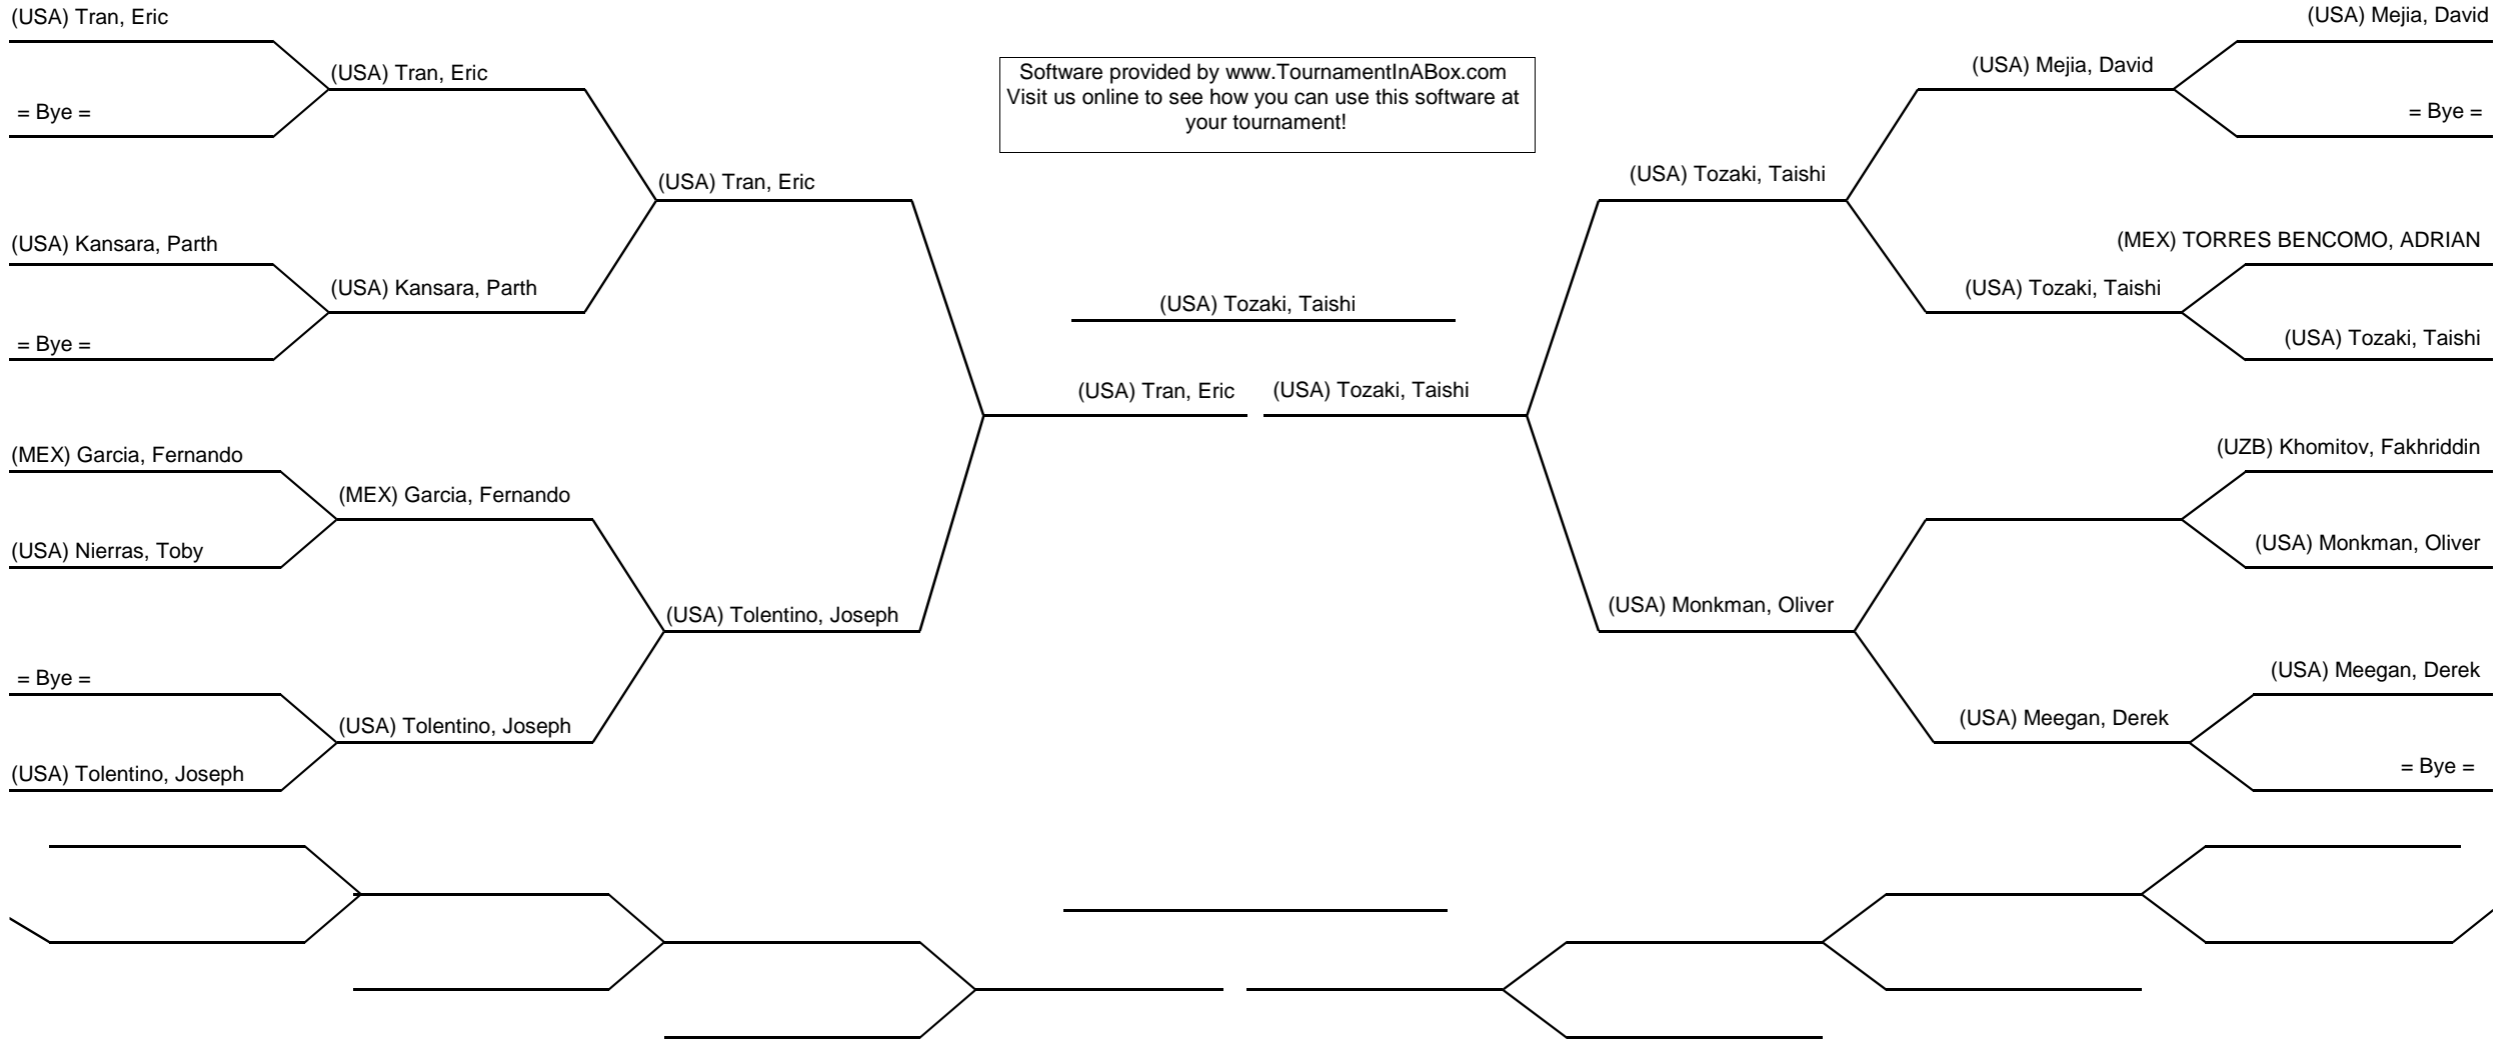 (USA) Tran, Eric
= Bye =
(USA) Kansara, Parth
= Bye =
(MEX) Garcia, Fernando
(USA) Nierras, Toby
= Bye =
(USA) Tolentino, Joseph
(USA) Tran, Eric
(USA) Kansara, Parth
(MEX) Garcia, Fernando
(USA) Tolentino, Joseph
(USA) Tran, Eric
(USA) Tolentino, Joseph
Software provided by www.TournamentInABox.com
Visit us online to see how you can use this software at
your tournament!
(USA) Tozaki, Taishi
(USA) Tran, Eric
(USA) Tozaki, Taishi
(USA) Tozaki, Taishi
(USA) Monkman, Oliver
(USA) Mejia, David
(USA) Tozaki, Taishi
(USA) Meegan, Derek
(USA) Mejia, David
= Bye =
(MEX) TORRES BENCOMO, ADRIAN
(USA) Tozaki, Taishi
(UZB) Khomitov, Fakhriddin
(USA) Monkman, Oliver
(USA) Meegan, Derek
= Bye =